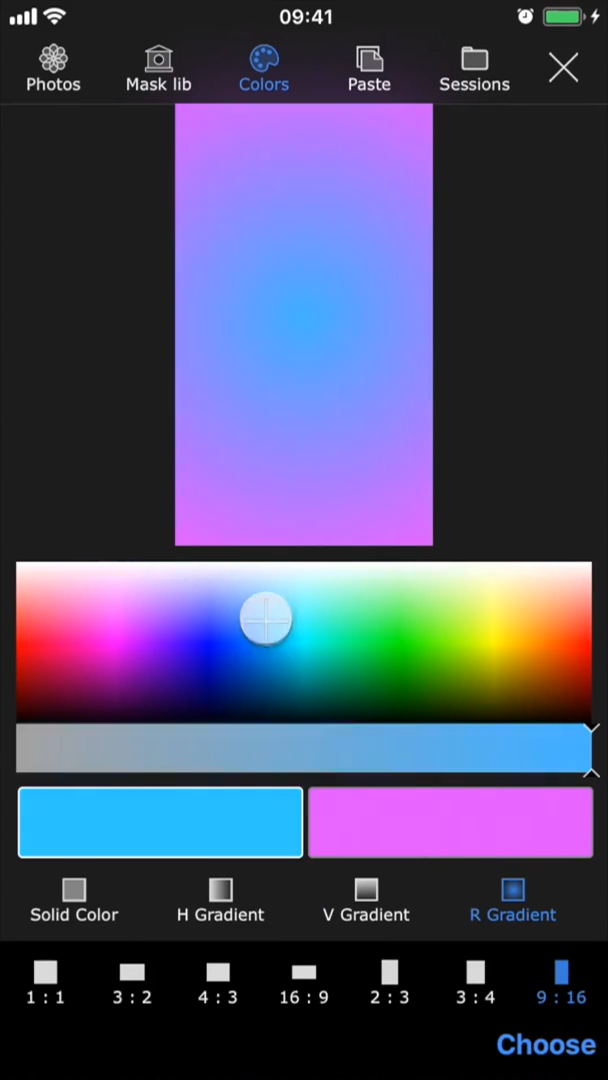 09:41
Photos
Mask lib
Colors
Paste
Sessions
Solid Color
H Gradient
V Gradient
R Gradient
1 : 1
3 : 2
4 : 3
16 : 9
2 : 3
3 : 4
9 : 16
Choose